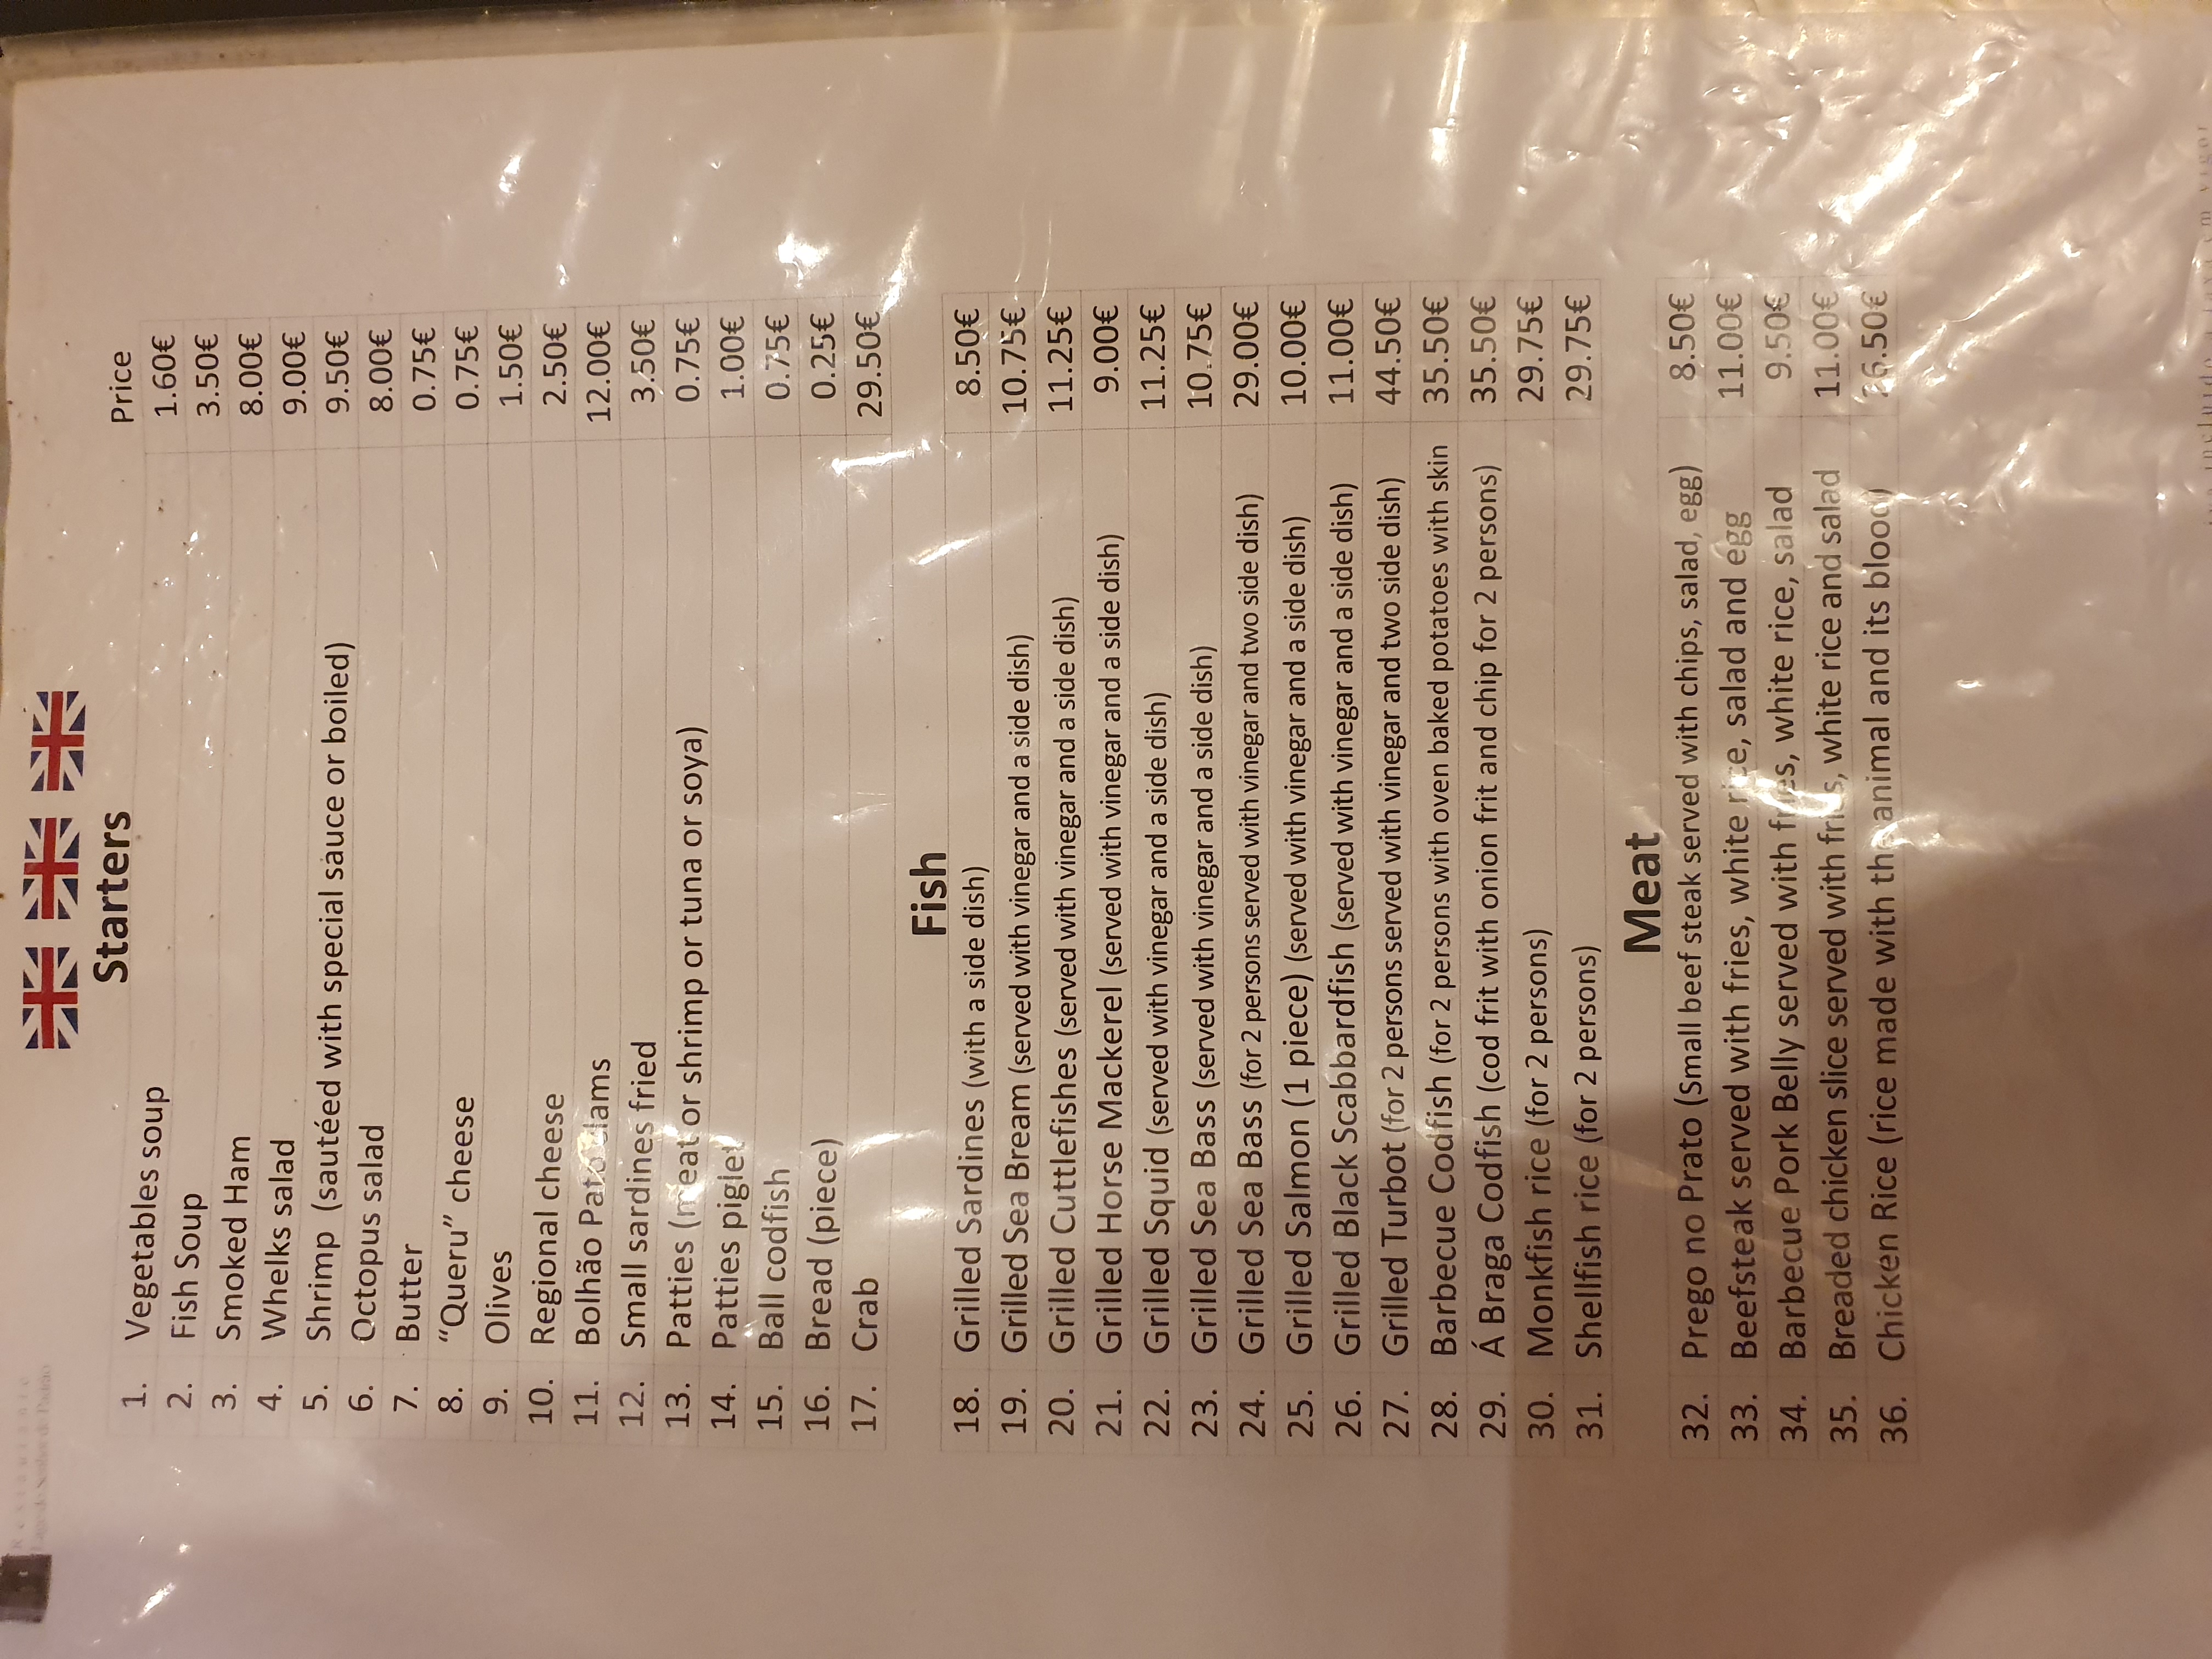 Restaurante
Starters
Price
1. Vegetables soup 1.60€
2. Fish Soup 3.50€
3. Smoked Ham 8.00€
4. Whelks salad 9.00€
5. Shrimp (sautéed with special sauce or boiled) 9.50€
6. Octopus salad 8.00€
7. Butter 0.75€
8. “Queru” cheese 0.75€
9. Olives 1.50€
10. Regional cheese 2.50€
11. Bolhão Pato clams 12.00€
12. Small sardines fried 3.50€
13. Patties (meat or shrimp or tuna or soya) 0.75€
14. Patties piglet 1.00€
15. Ball codfish 0.75€
16. Bread (piece) 0.25€
17. Crab 29.50€
Fish
18. Grilled Sardines (with a side dish) 8.50€
19. Grilled Sea Bream (served with vinegar and a side dish) 10.75€
20. Grilled Cuttlefishes (served with vinegar and a side dish) 11.25€
21. Grilled Horse Mackerel (served with vinegar and a side dish) 9.00€
22. Grilled Squid (served with vinegar and a side dish) 11.25€
23. Grilled Sea Bass (served with vinegar and a side dish) 10.75€
24. Grilled Sea Bass (for 2 persons served with vinegar and two side dish) 29.00€
25. Grilled Salmon (1 piece) (served with vinegar and a side dish) 10.00€
26. Grilled Black Scabbardfish (served with vinegar and a side dish) 11.00€
27. Grilled Turbot (for 2 persons served with vinegar and two side dish) 44.50€
28. Barbecue Codfish (for 2 persons with oven baked potatoes with skin 35.50€
29. Á Braga Codfish (cod frit with onion frit and chip for 2 persons) 35.50€
30. Monkfish rice (for 2 persons) 29.75€
31. Shellfish rice (for 2 persons) 29.75€
Meat
32. Prego no Prato (Small beef steak served with chips, salad, egg) 8.50€
33. Beefsteak served with fries, white rice, salad and egg 11.00€
34. Barbecue Pork Belly served with fries, white rice, salad 9.50€
35. Breaded chicken slice served with fries, white rice and salad 11.00€
36. Chicken Rice (rice made with the animal and its blood)
em vigor